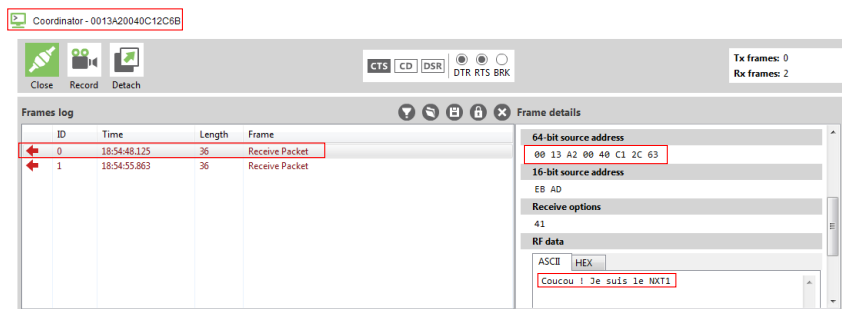 Coordinator - 0013A20040C12C6B
Close Record Detach
CTS CD DSR DTR RTS BRK
Tx frames: 0
Rx frames: 2
Frames log
ID Time Length Frame
0 18:54:48.125 36 Receive Packet
1 18:54:55.863 36 Receive Packet
Frame details
64-bit source address
00 13 A2 00 40 C1 2C 63
16-bit source address
EB AD
Receive options
41
RF data
ASCII HEX
Coucou ! Je suis le NXT1